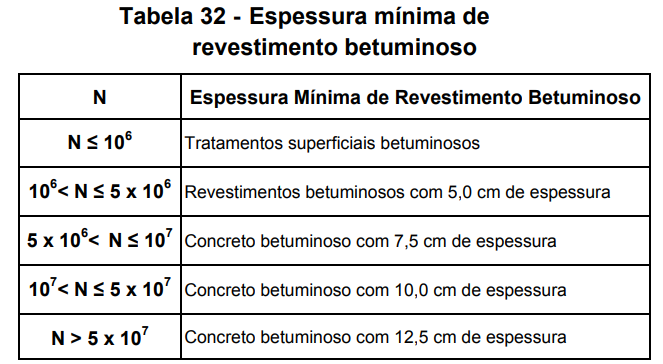 Tabela 32 - Espessura mínima de
revestimento betuminoso
N Espessura Mínima de Revestimento Betuminoso
N ≤ 10⁶ Tratamentos superficiais betuminosos
10⁶< N ≤ 5 x 10⁶ Revestimentos betuminosos com 5,0 cm de espessura
5 x 10⁶< N ≤ 10⁷ Concreto betuminoso com 7,5 cm de espessura
10⁷< N ≤ 5 x 10⁷ Concreto betuminoso com 10,0 cm de espessura
N > 5 x 10⁷ Concreto betuminoso com 12,5 cm de espessura